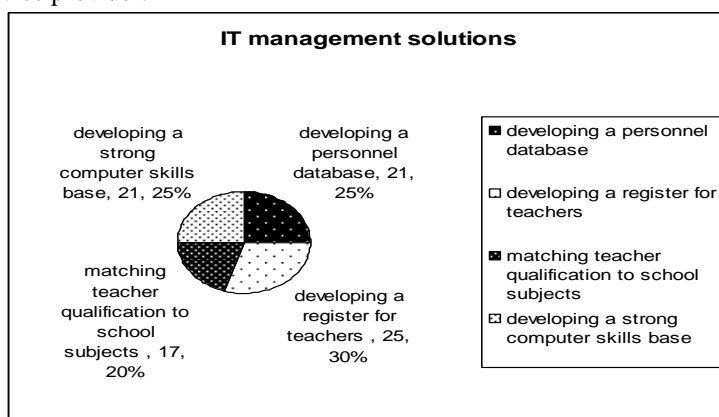 IT management solutions
developing a
strong
computer skills
base, 21, 25%
developing a
personnel
database, 21,
25%
matching
teacher
qualification to
school
subjects , 17,
20%
developing a
register for
teachers , 25,
30%
developing a personnel
database
developing a register for
teachers
matching teacher
qualification to school
subjects
developing a strong
computer skills base